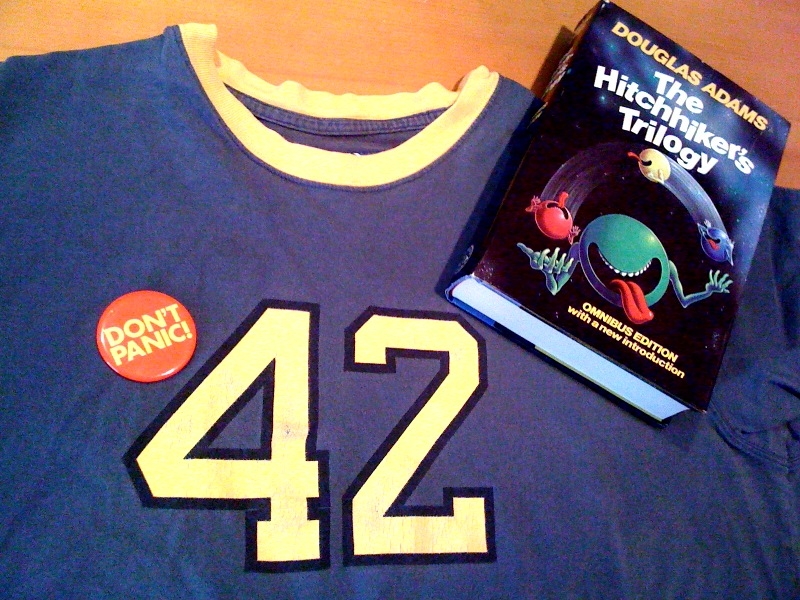 DOUGLAS ADAMS
The
Hitchhiker's
Trilogy
OMNIBUS EDITION
with a new introduction
DON'T
PANIC!
42